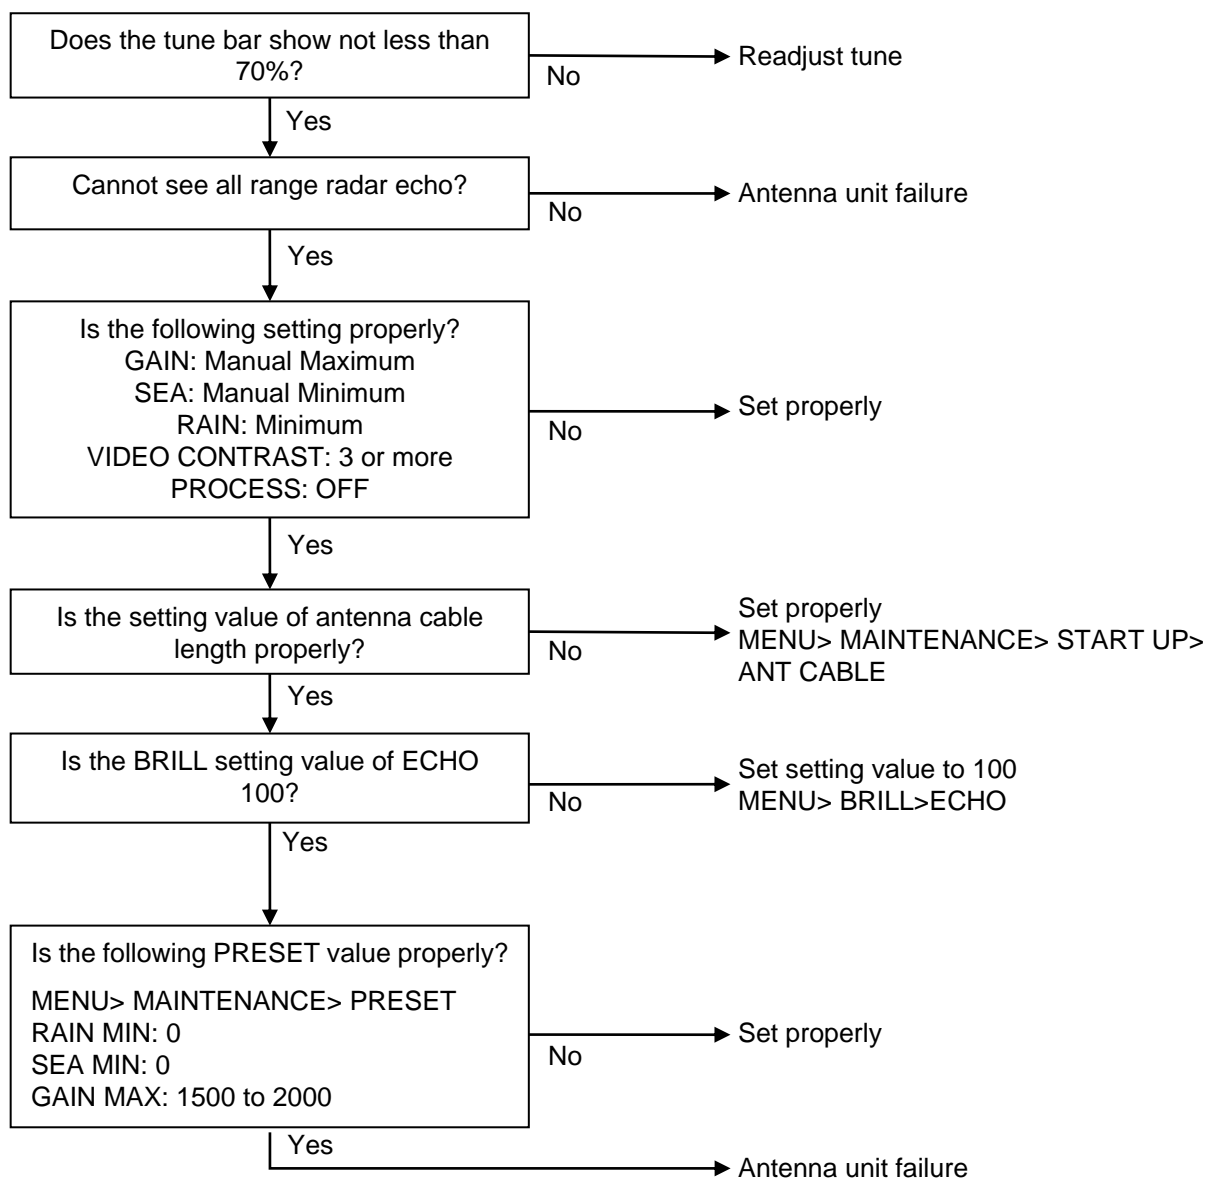 Does the tune bar show not less than
70%?
No
Readjust tune
Yes
Cannot see all range radar echo?
No
Antenna unit failure
Yes
Is the following setting properly?
GAIN: Manual Maximum
SEA: Manual Minimum
RAIN: Minimum
VIDEO CONTRAST: 3 or more
PROCESS: OFF
No
Set properly
Yes
Is the setting value of antenna cable
length properly?
No
Set properly
MENU> MAINTENANCE> START UP>
ANT CABLE
Yes
Is the BRILL setting value of ECHO
100?
No
Set setting value to 100
MENU> BRILL>ECHO
Yes
Is the following PRESET value properly?
MENU> MAINTENANCE> PRESET
RAIN MIN: 0
SEA MIN: 0
GAIN MAX: 1500 to 2000
No
Set properly
Yes
Antenna unit failure